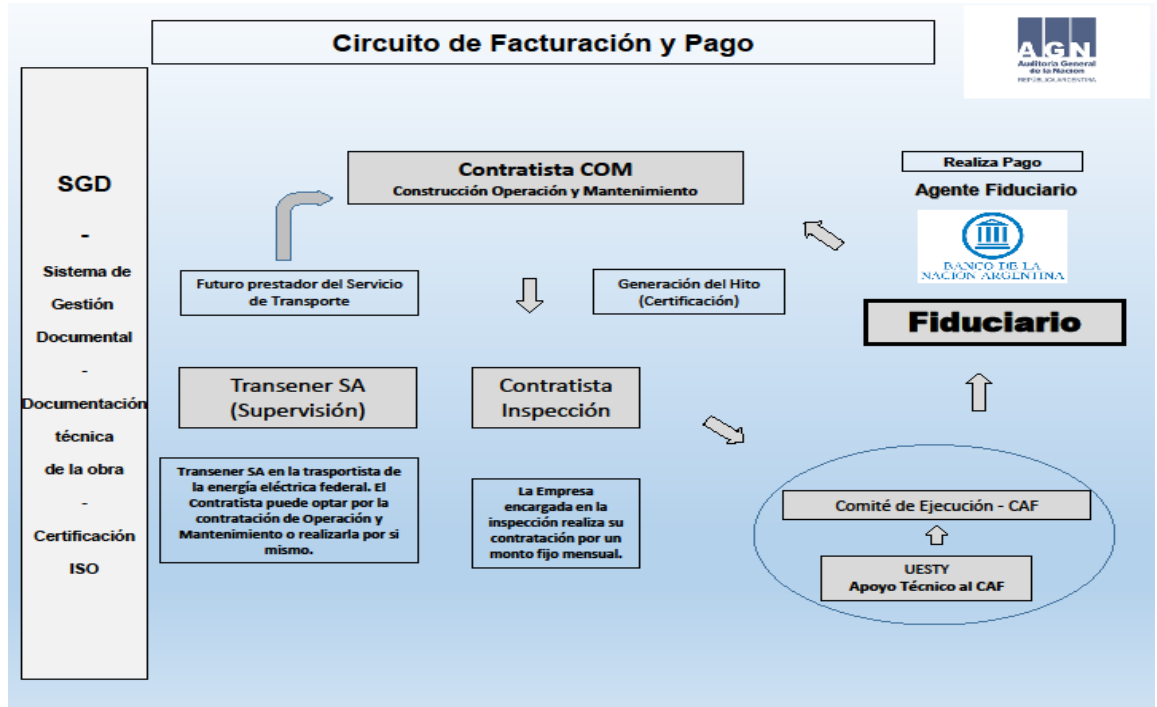 Circuito de Facturación y Pago
AGN
Auditoría General
de la Nación
REPÚBLICA ARGENTINA
SGD
-
Sistema de
Gestión
Documental
-
Documentación
técnica
de la obra
-
Certificación
ISO
Contratista COM
Construcción Operación y Mantenimiento
Realiza Pago
Agente Fiduciario
BANCO DE LA
NACIÓN ARGENTINA
Fiduciario
Futuro prestador del Servicio
de Transporte
Generación del Hito
(Certificación)
Transener SA
(Supervisión)
Contratista
Inspección
Transener SA en la trasportista de
la energía eléctrica federal. El
Contratista puede optar por la
contratación de Operación y
Mantenimiento o realizarla por si
mismo.
La Empresa
encargada en la
inspección realiza su
contratación por un
monto fijo mensual.
Comité de Ejecución - CAF
UESTY
Apoyo Técnico al CAF